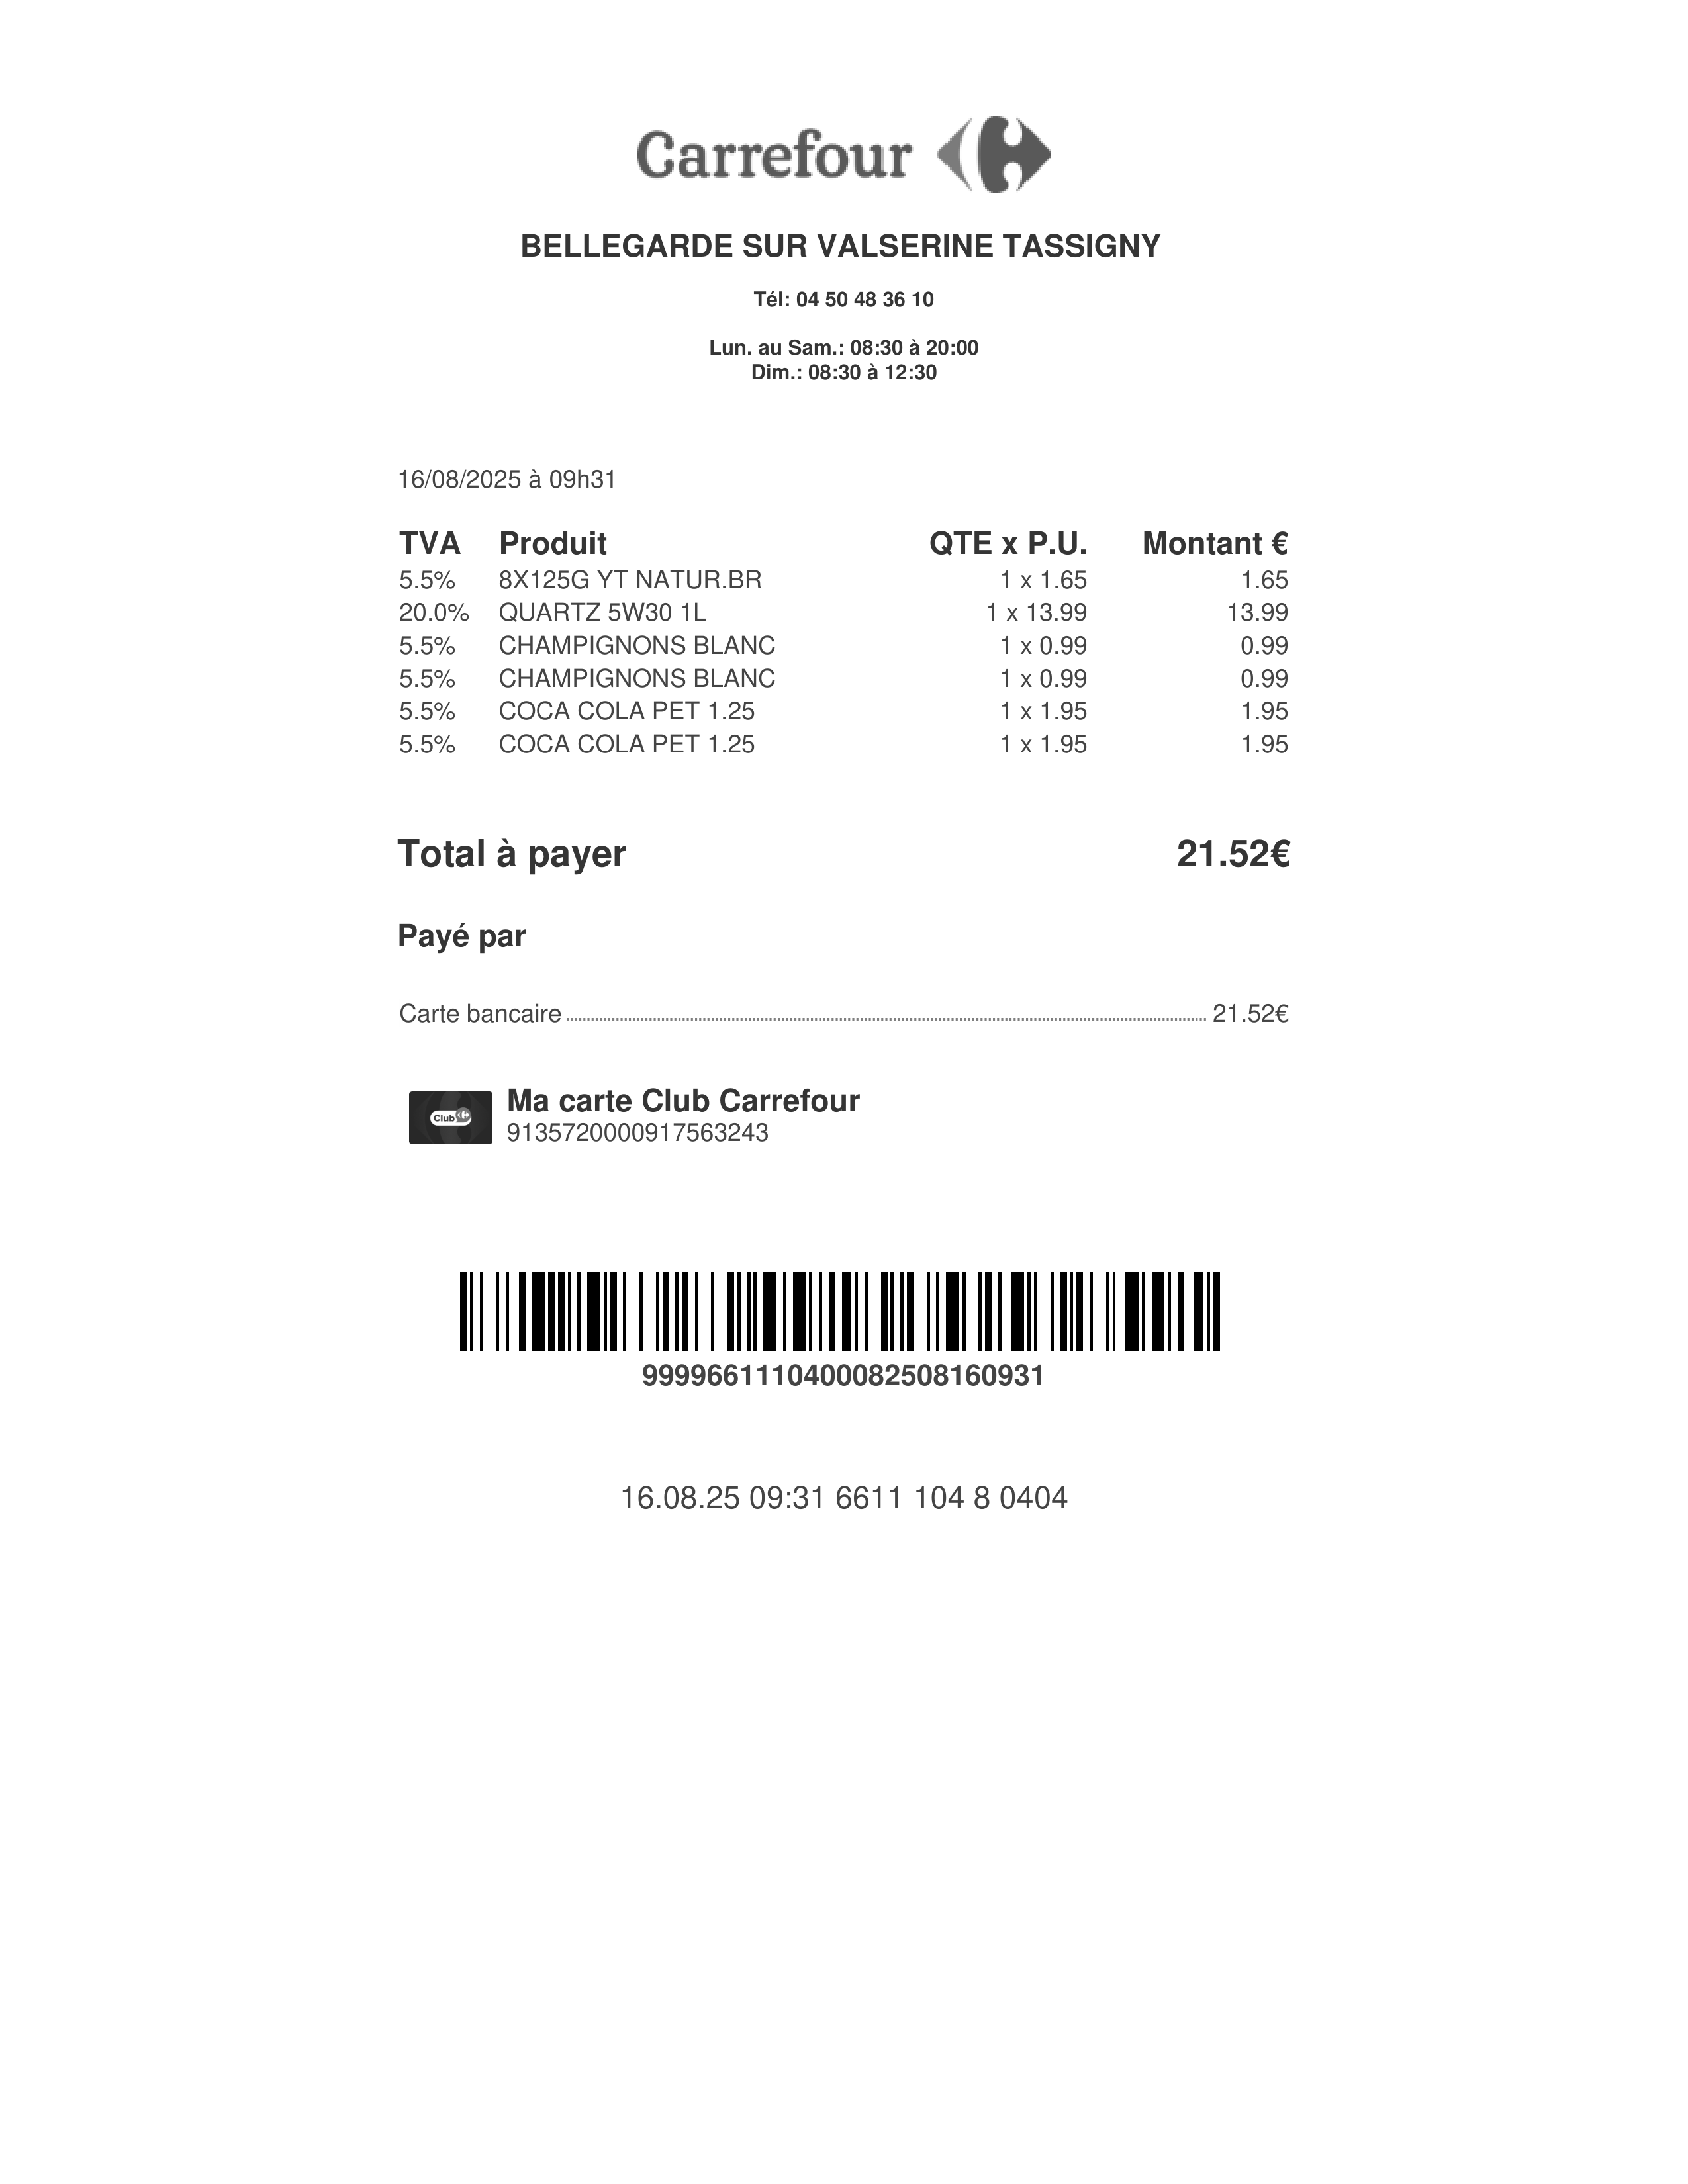 Carrefour
BELLEGARDE SUR VALSERINE TASSIGNY
Tél: 04 50 48 36 10
Lun. au Sam.: 08:30 à 20:00
Dim.: 08:30 à 12:30
16/08/2025 à 09h31
TVA Produit QTE x P.U. Montant €
5.5% 8X125G YT NATUR.BR 1 x 1.65 1.65
20.0% QUARTZ 5W30 1L 1 x 13.99 13.99
5.5% CHAMPIGNONS BLANC 1 x 0.99 0.99
5.5% CHAMPIGNONS BLANC 1 x 0.99 0.99
5.5% COCA COLA PET 1.25 1 x 1.95 1.95
5.5% COCA COLA PET 1.25 1 x 1.95 1.95
Total à payer 21.52€
Payé par
Carte bancaire 21.52€
Club
Ma carte Club Carrefour
9135720000917563243
9999661110400082508160931
16.08.25 09:31 6611 104 8 0404